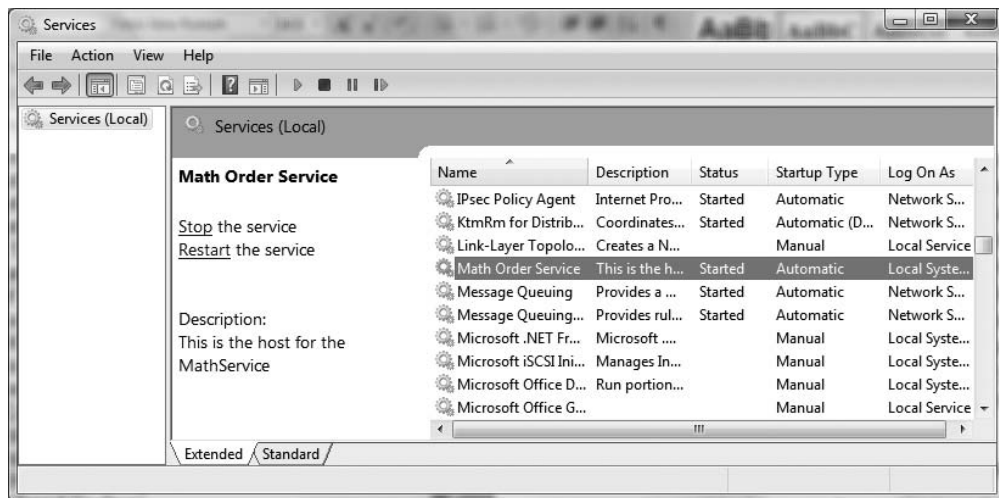 Services
File Action View Help
Services (Local)
Services (Local)
Math Order Service
Stop the service
Restart the service
Description:
This is the host for the
MathService
Name Description Status Startup Type Log On As
IPsec Policy Agent Internet Pro... Started Automatic Network S...
KtmRm for Distrib... Coordinates... Started Automatic (D... Network S...
Link-Layer Topolo... Creates a N... Manual Local Service
Math Order Service This is the h... Started Automatic Local Syste...
Message Queuing Provides a ... Started Automatic Network S...
Message Queuing... Provides rul... Started Automatic Network S...
Microsoft .NET Fr... Microsoft .... Manual Local Syste...
Microsoft iSCSI Ini... Manages In... Manual Local Syste...
Microsoft Office D... Run portion... Manual Local Syste...
Microsoft Office G... Manual Local Service
Extended Standard